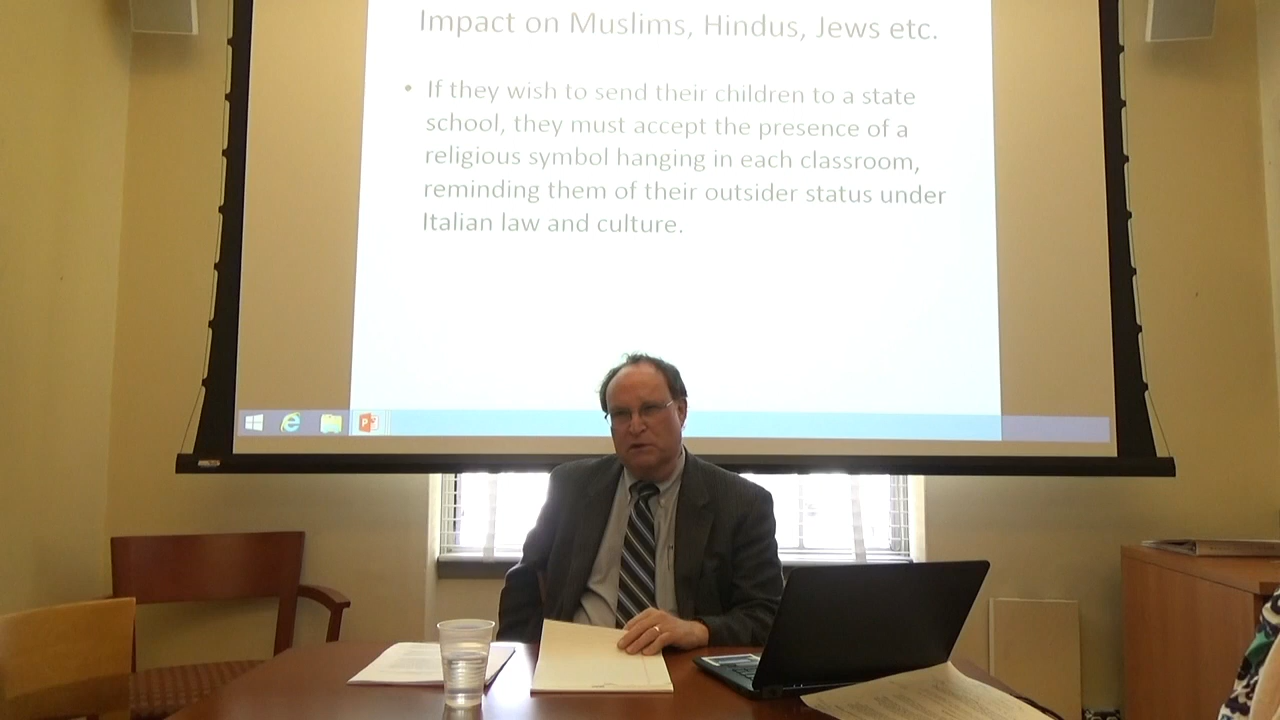 Impact on Muslims, Hindus, Jews etc.
• If they wish to send their children to a state
school, they must accept the presence of a
religious symbol hanging in each classroom,
reminding them of their outsider status under
Italian law and culture.